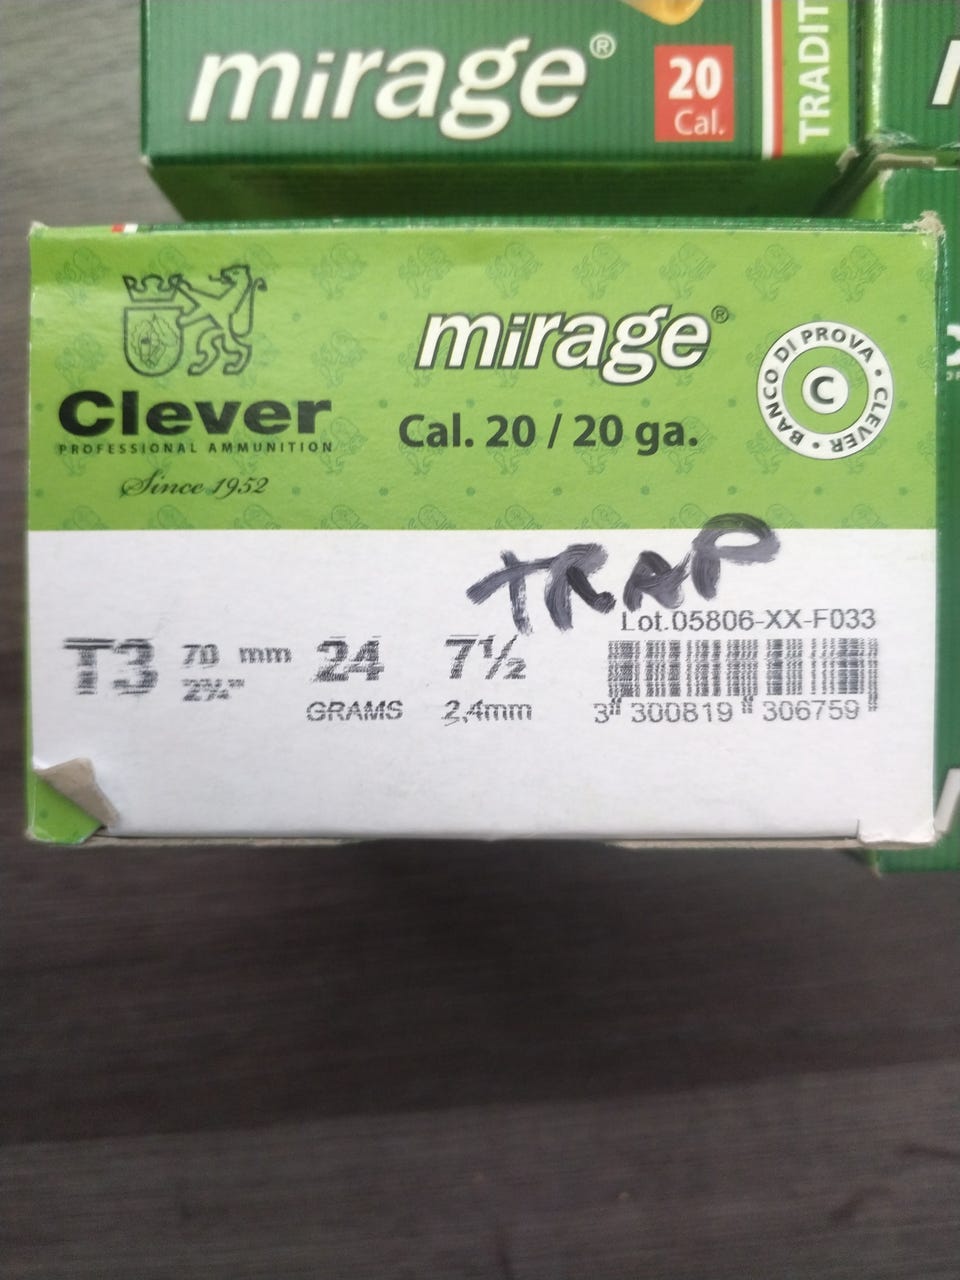 mirage®
20
Cal.
TRADIT
Clever
PROFESSIONAL AMMUNITION
Since 1952
mirage®
Cal. 20 / 20 ga.
BANCO DI PROVA • CLEVER •
C
TRAP
Lot.05806-XX-F033
T3
70 mm
2¾"
24
GRAMS
7½
2,4mm
3 300819 306759